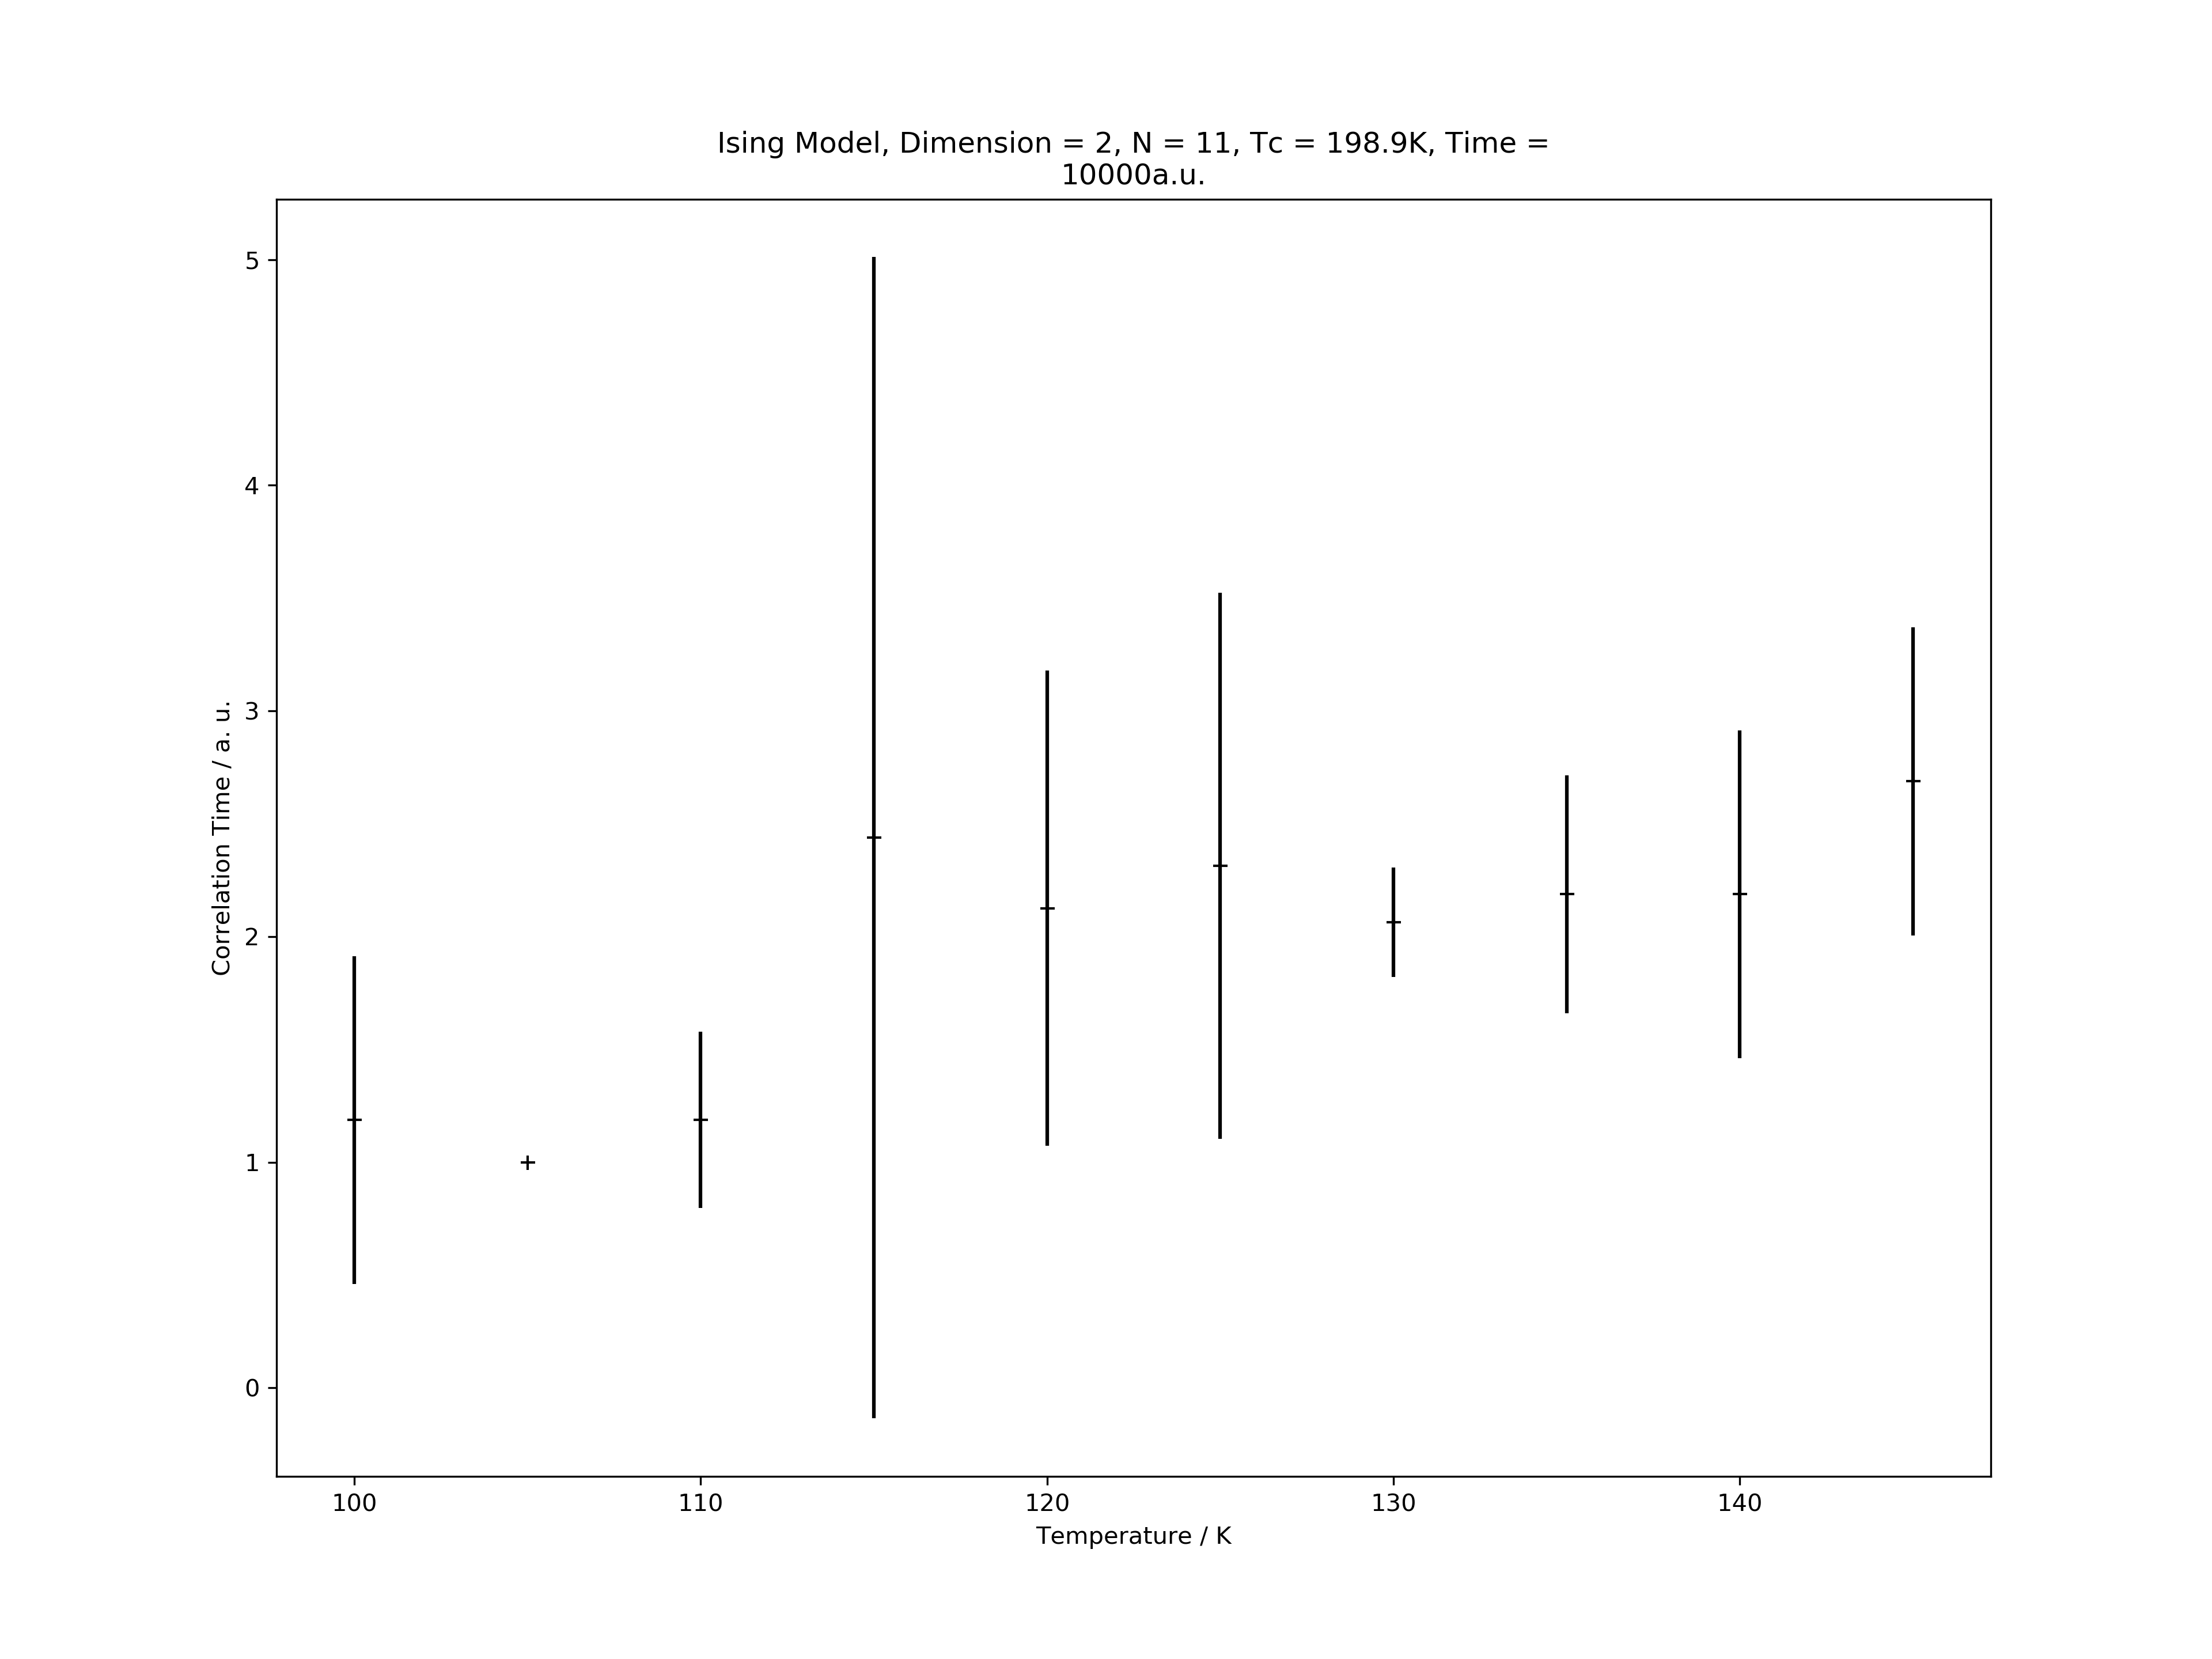 Ising Model, Dimension = 2, N = 11, Tc = 198.9K, Time =
10000a.u.
5
4
3
2
1
0
Correlation Time / a. u.
100 110 120 130 140
Temperature / K